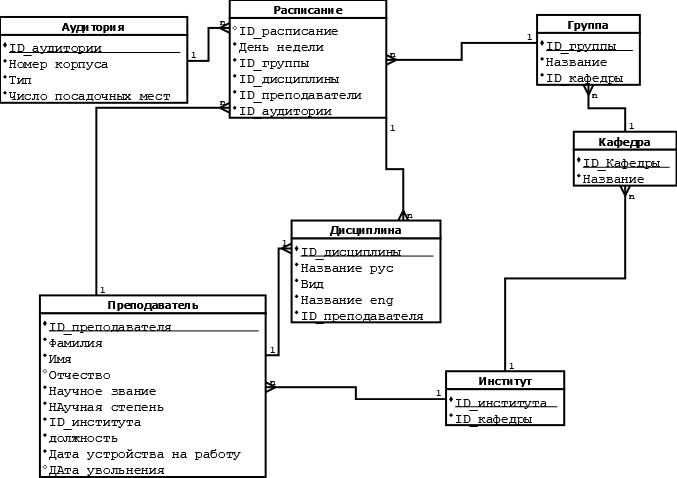 Аудитория
ID_аудитории
Номер корпуса
Тип
Число посадочных мест
1
n
Расписание
ID_расписание
День недели
ID_группы
ID_дисциплины
ID_преподаватели
ID_аудитории
n
n
1
1
Группа
ID_группы
Название
ID_кафедры
n
1
Кафедра
ID_Кафедры
Название
n
n
Дисциплина
ID_дисциплины
Название рус
Вид
Название eng
ID_преподавателя
1
1
1
Преподаватель
ID_преподавателя
Фамилия
Имя
Отчество
Научное звание
НАучная степень
ID_института
должность
Дата устройства на работу
ДАта увольнения
n
1
1
Институт
ID_института
ID_кафедры